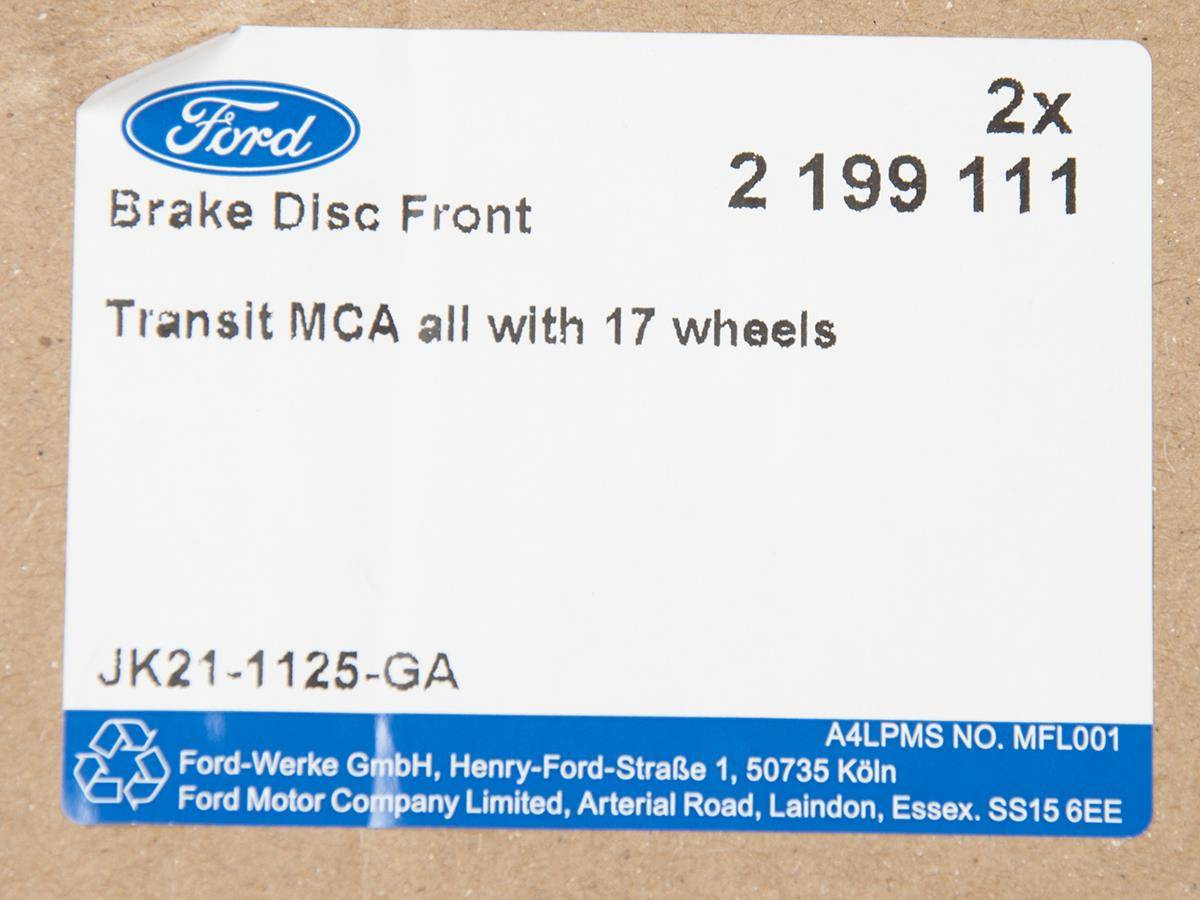 Ford
2x
2 199 111
Brake Disc Front
Transit MCA all with 17 wheels
JK21-1125-GA
A4LPMS NO. MFL001
Ford-Werke GmbH, Henry-Ford-Straße 1, 50735 Köln
Ford Motor Company Limited, Arterial Road, Laindon, Essex. SS15 6EE